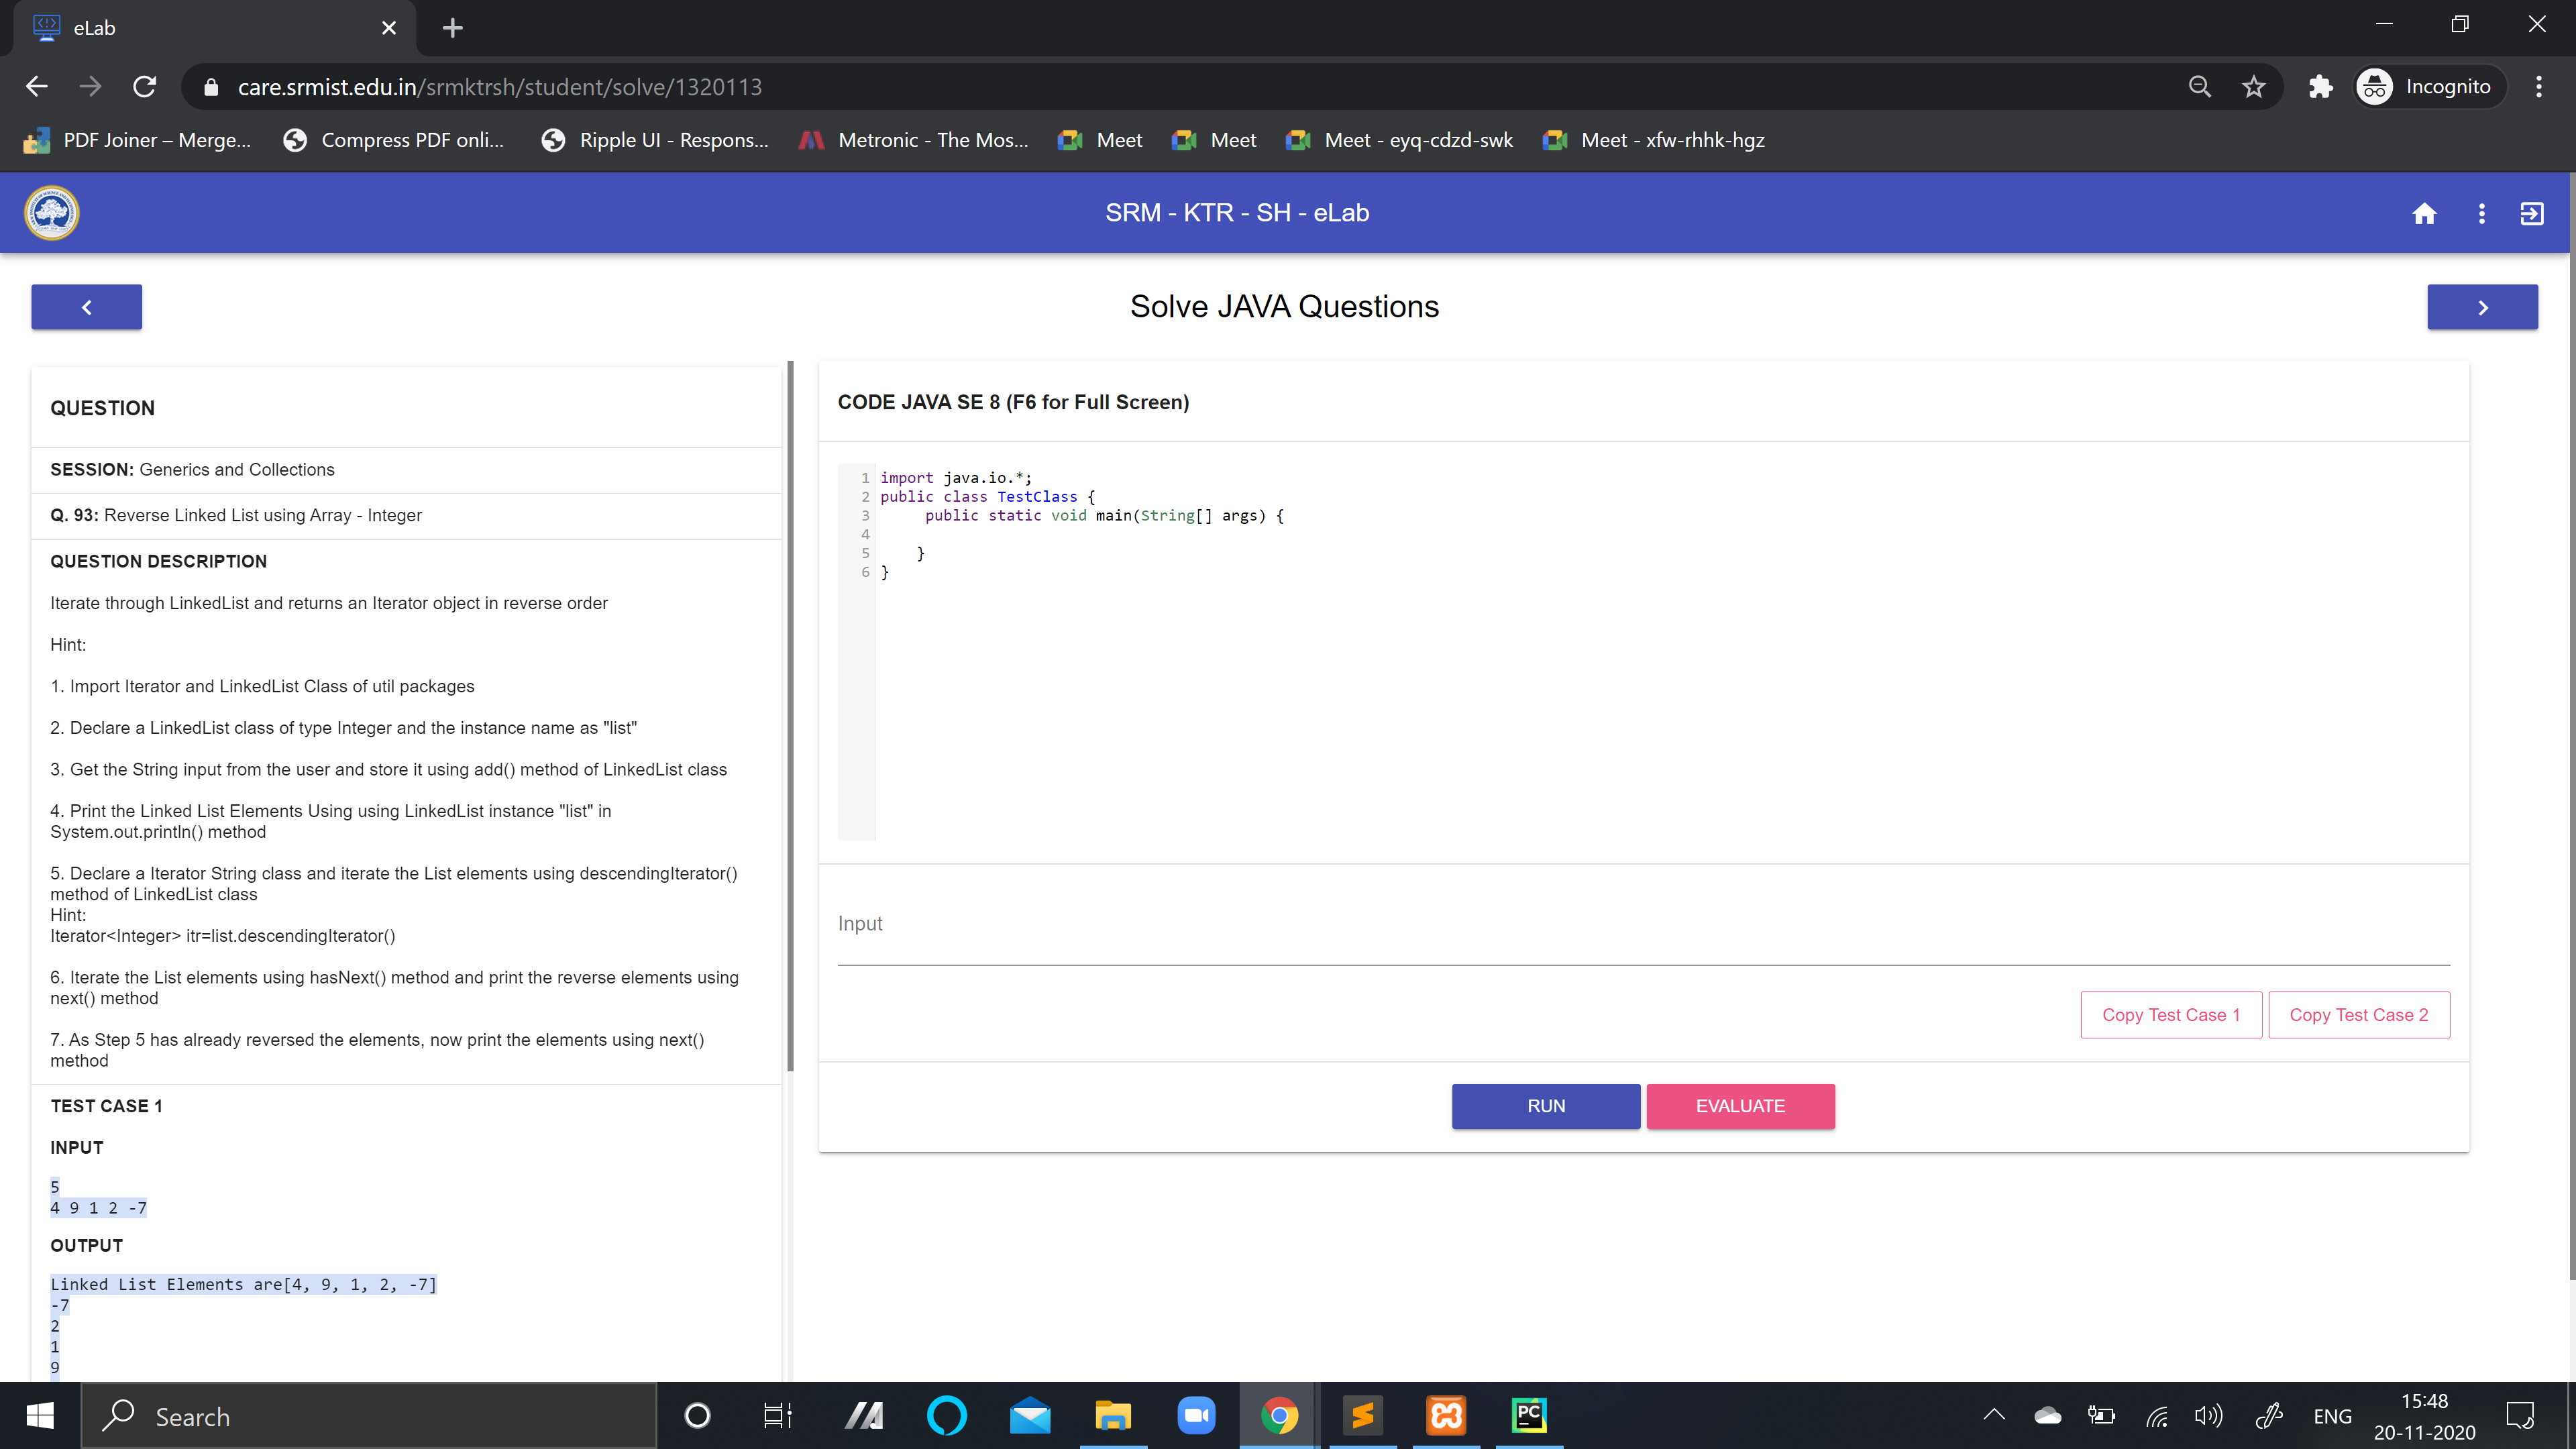 eLab
care.srmist.edu.in/srmktrsh/student/solve/1320113
Incognito
PDF Joiner – Merge...
Compress PDF onli...
Ripple UI - Respons...
Metronic - The Mos...
Meet
Meet
Meet - eyq-cdzd-swk
Meet - xfw-rhhk-hgz
SRM - KTR - SH - eLab
Solve JAVA Questions
QUESTION
SESSION: Generics and Collections
Q. 93: Reverse Linked List using Array - Integer
QUESTION DESCRIPTION
Iterate through LinkedList and returns an Iterator object in reverse order
Hint:
1. Import Iterator and LinkedList Class of util packages
2. Declare a LinkedList class of type Integer and the instance name as "list"
3. Get the String input from the user and store it using add() method of LinkedList class
4. Print the Linked List Elements Using using LinkedList instance "list" in
System.out.println() method
5. Declare a Iterator String class and iterate the List elements using descendingIterator()
method of LinkedList class
Hint:
Iterator<Integer> itr=list.descendingIterator()
6. Iterate the List elements using hasNext() method and print the reverse elements using
next() method
7. As Step 5 has already reversed the elements, now print the elements using next()
method
TEST CASE 1
INPUT
5
4 9 1 2 -7
OUTPUT
Linked List Elements are[4, 9, 1, 2, -7]
-7
2
1
9
CODE JAVA SE 8 (F6 for Full Screen)
1 import java.io.*;
2 public class TestClass {
3 public static void main(String[] args) {
4
5 }
6 }
Input
Copy Test Case 1
Copy Test Case 2
RUN
EVALUATE
Search
PC
ENG
15:48
20-11-2020